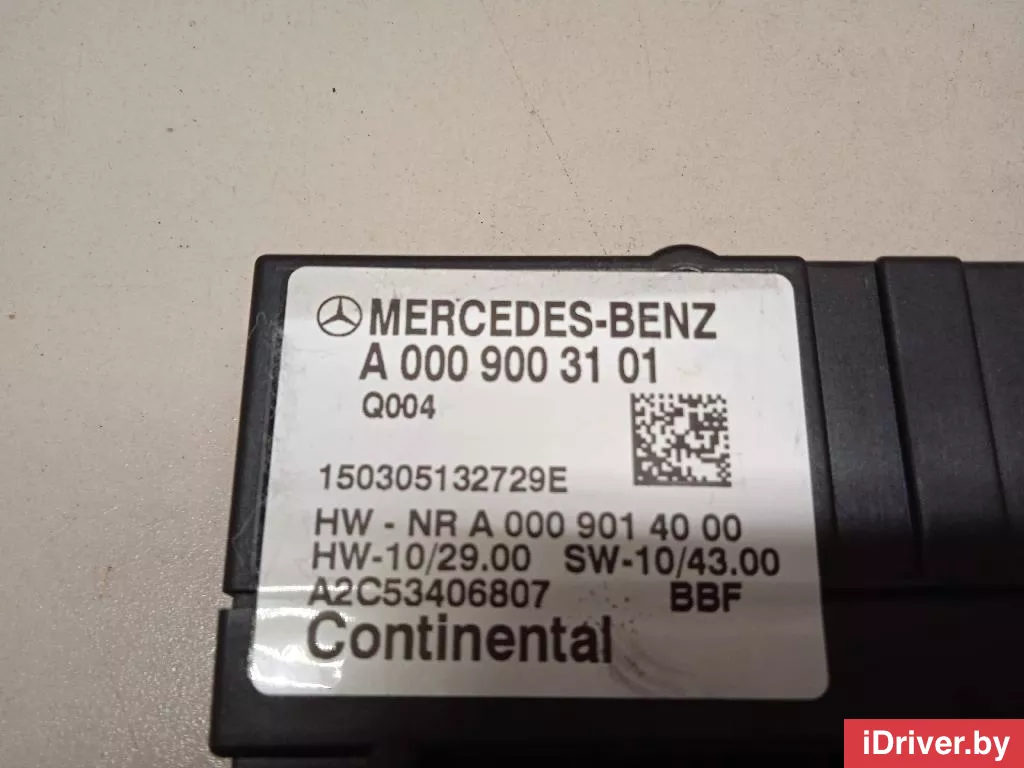 MERCEDES-BENZ
A 000 900 31 01
Q004
150305132729E
HW - NR A 000 901 40 00
HW-10/29.00 SW-10/43.00
A2C53406807 BBF
Continental
iDriver.by